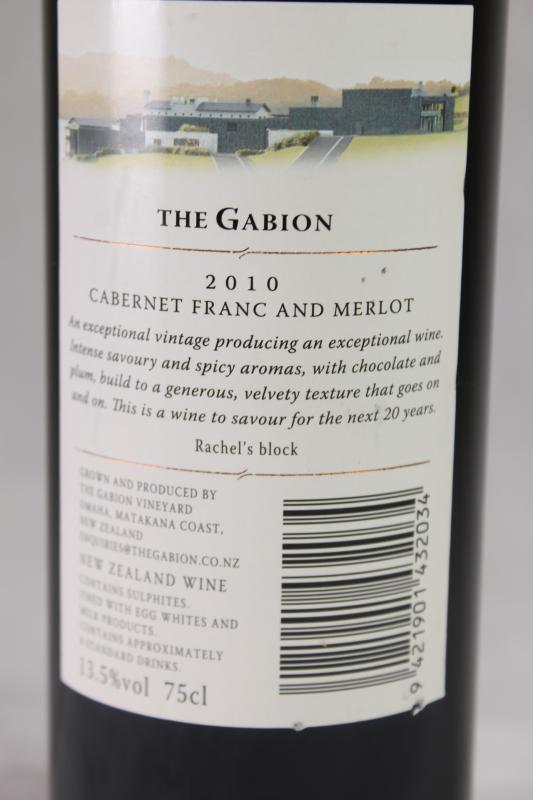 THE GABION
2010
CABERNET FRANC AND MERLOT
An exceptional vintage producing an exceptional wine.
Intense savoury and spicy aromas, with chocolate and
plum, build to a generous, velvety texture that goes on
and on. This is a wine to savour for the next 20 years.
Rachel's block
GROWN AND PRODUCED BY
THE GABION VINEYARD
OMAHA, MATAKANA COAST,
NEW ZEALAND
ENQUIRIES@THEGABION.CO.NZ
NEW ZEALAND WINE
CONTAINS SULPHITES.
FINED WITH EGG WHITES AND
MILK PRODUCTS.
CONTAINS APPROXIMATELY
STANDARD DRINKS.
13.5%vol 75cl
9 421901 432034